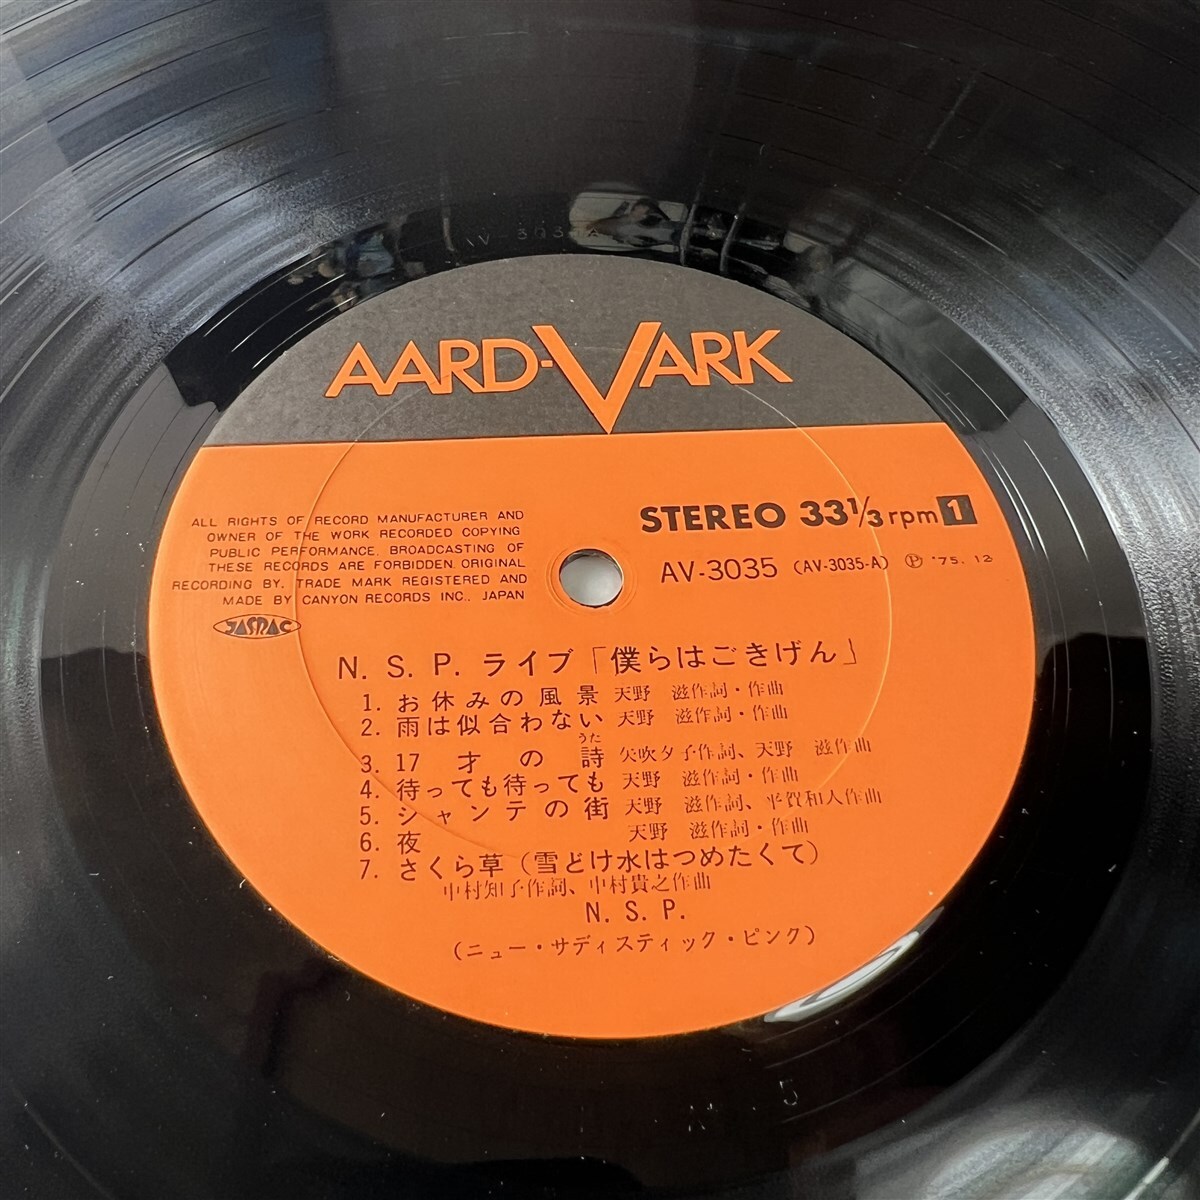 AV-3035A
AARD-VARK
ALL RIGHTS OF RECORD MANUFACTURER AND
OWNER OF THE WORK RECORDED COPYING
PUBLIC PERFORMANCE. BROADCASTING OF
THESE RECORDS ARE FORBIDDEN. ORIGINAL
RECORDING BY. TRADE MARK REGISTERED AND
MADE BY CANYON RECORDS INC., JAPAN
JASRAC
STEREO 33 1/3 rpm 1
AV-3035 (AV-3035-A) Ⓟ '75. 12
N. S. P. ライブ「僕らはごきげん」
1. お休みの風景 天野 滋作詞・作曲
2. 雨は似合わない 天野 滋作詞・作曲
うた
3. 17才の詩 矢吹夕子作詞、天野 滋作曲
4. 待っても待っても 天野 滋作詞・作曲
5. シャンテの街 天野 滋作詞、平賀和人作曲
6. 夜 天野 滋作詞・作曲
7. さくら草 (雪どけ水はつめたくて)
中村知子作詞、中村貴之作曲
N. S. P.
(ニュー・サディスティック・ピンク)